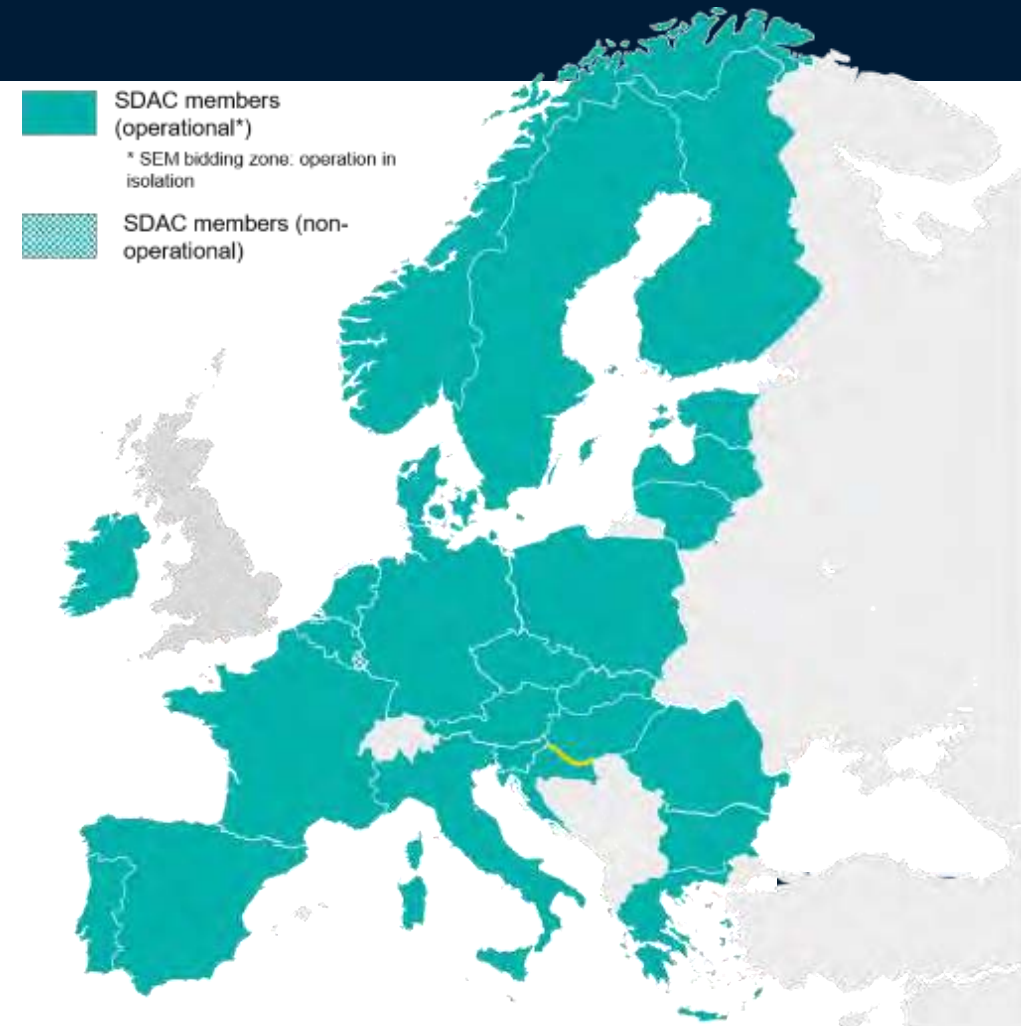 SDAC members
(operational*)
* SEM bidding zone: operation in
isolation
SDAC members (non-
operational)